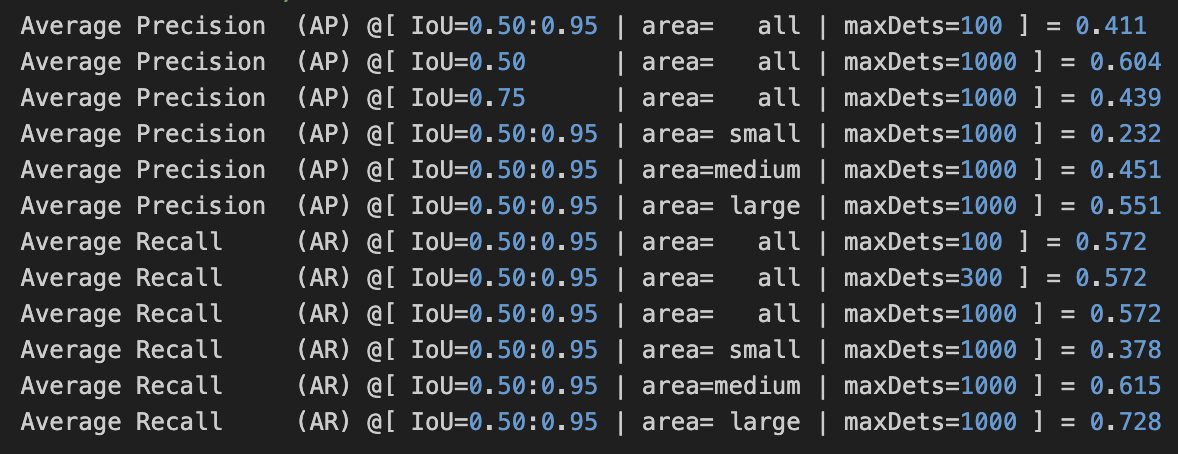 Average Precision  (AP) @[ IoU=0.50:0.95 | area=   all | maxDets=100 ] = 0.411
Average Precision  (AP) @[ IoU=0.50      | area=   all | maxDets=1000 ] = 0.604
Average Precision  (AP) @[ IoU=0.75      | area=   all | maxDets=1000 ] = 0.439
Average Precision  (AP) @[ IoU=0.50:0.95 | area= small | maxDets=1000 ] = 0.232
Average Precision  (AP) @[ IoU=0.50:0.95 | area=medium | maxDets=1000 ] = 0.451
Average Precision  (AP) @[ IoU=0.50:0.95 | area= large | maxDets=1000 ] = 0.551
Average Recall     (AR) @[ IoU=0.50:0.95 | area=   all | maxDets=100 ] = 0.572
Average Recall     (AR) @[ IoU=0.50:0.95 | area=   all | maxDets=300 ] = 0.572
Average Recall     (AR) @[ IoU=0.50:0.95 | area=   all | maxDets=1000 ] = 0.572
Average Recall     (AR) @[ IoU=0.50:0.95 | area= small | maxDets=1000 ] = 0.378
Average Recall     (AR) @[ IoU=0.50:0.95 | area=medium | maxDets=1000 ] = 0.615
Average Recall     (AR) @[ IoU=0.50:0.95 | area= large | maxDets=1000 ] = 0.728